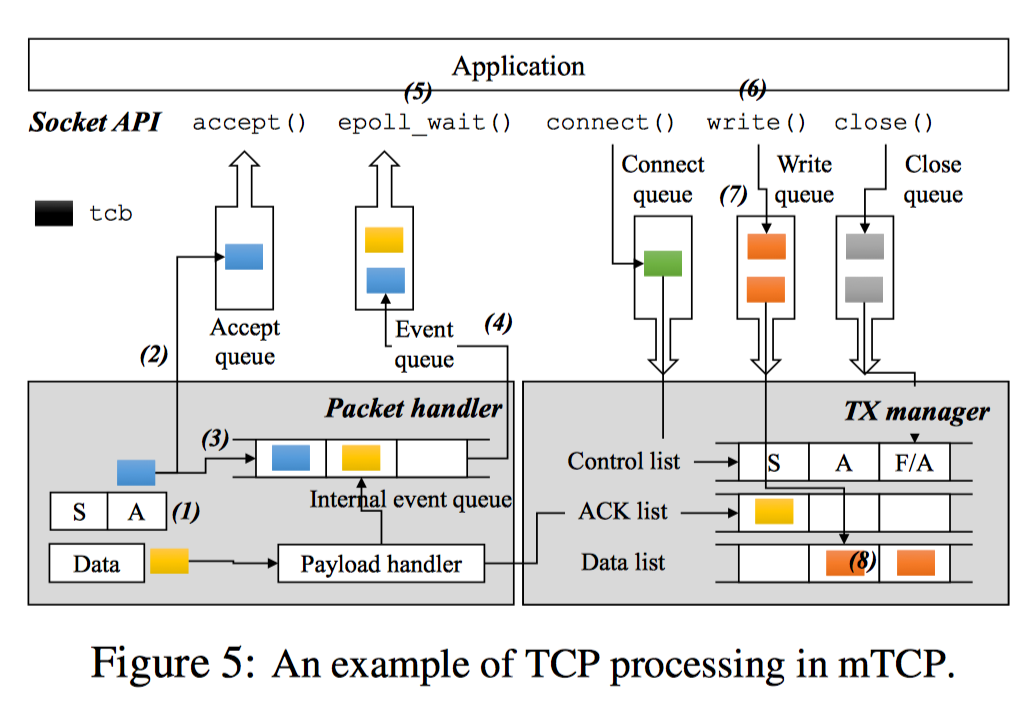 Application
(5)
(6)
Socket API accept() epoll_wait() connect() write() close()
Connect
queue
(7)
Write
queue
Close
queue
tcb
Accept
queue
Event
queue
(4)
(2)
Packet handler
TX manager
(3)
Internal event queue
S A (1)
Data
Payload handler
Control list
S A F/A
ACK list
Data list
(8)
Figure 5: An example of TCP processing in mTCP.